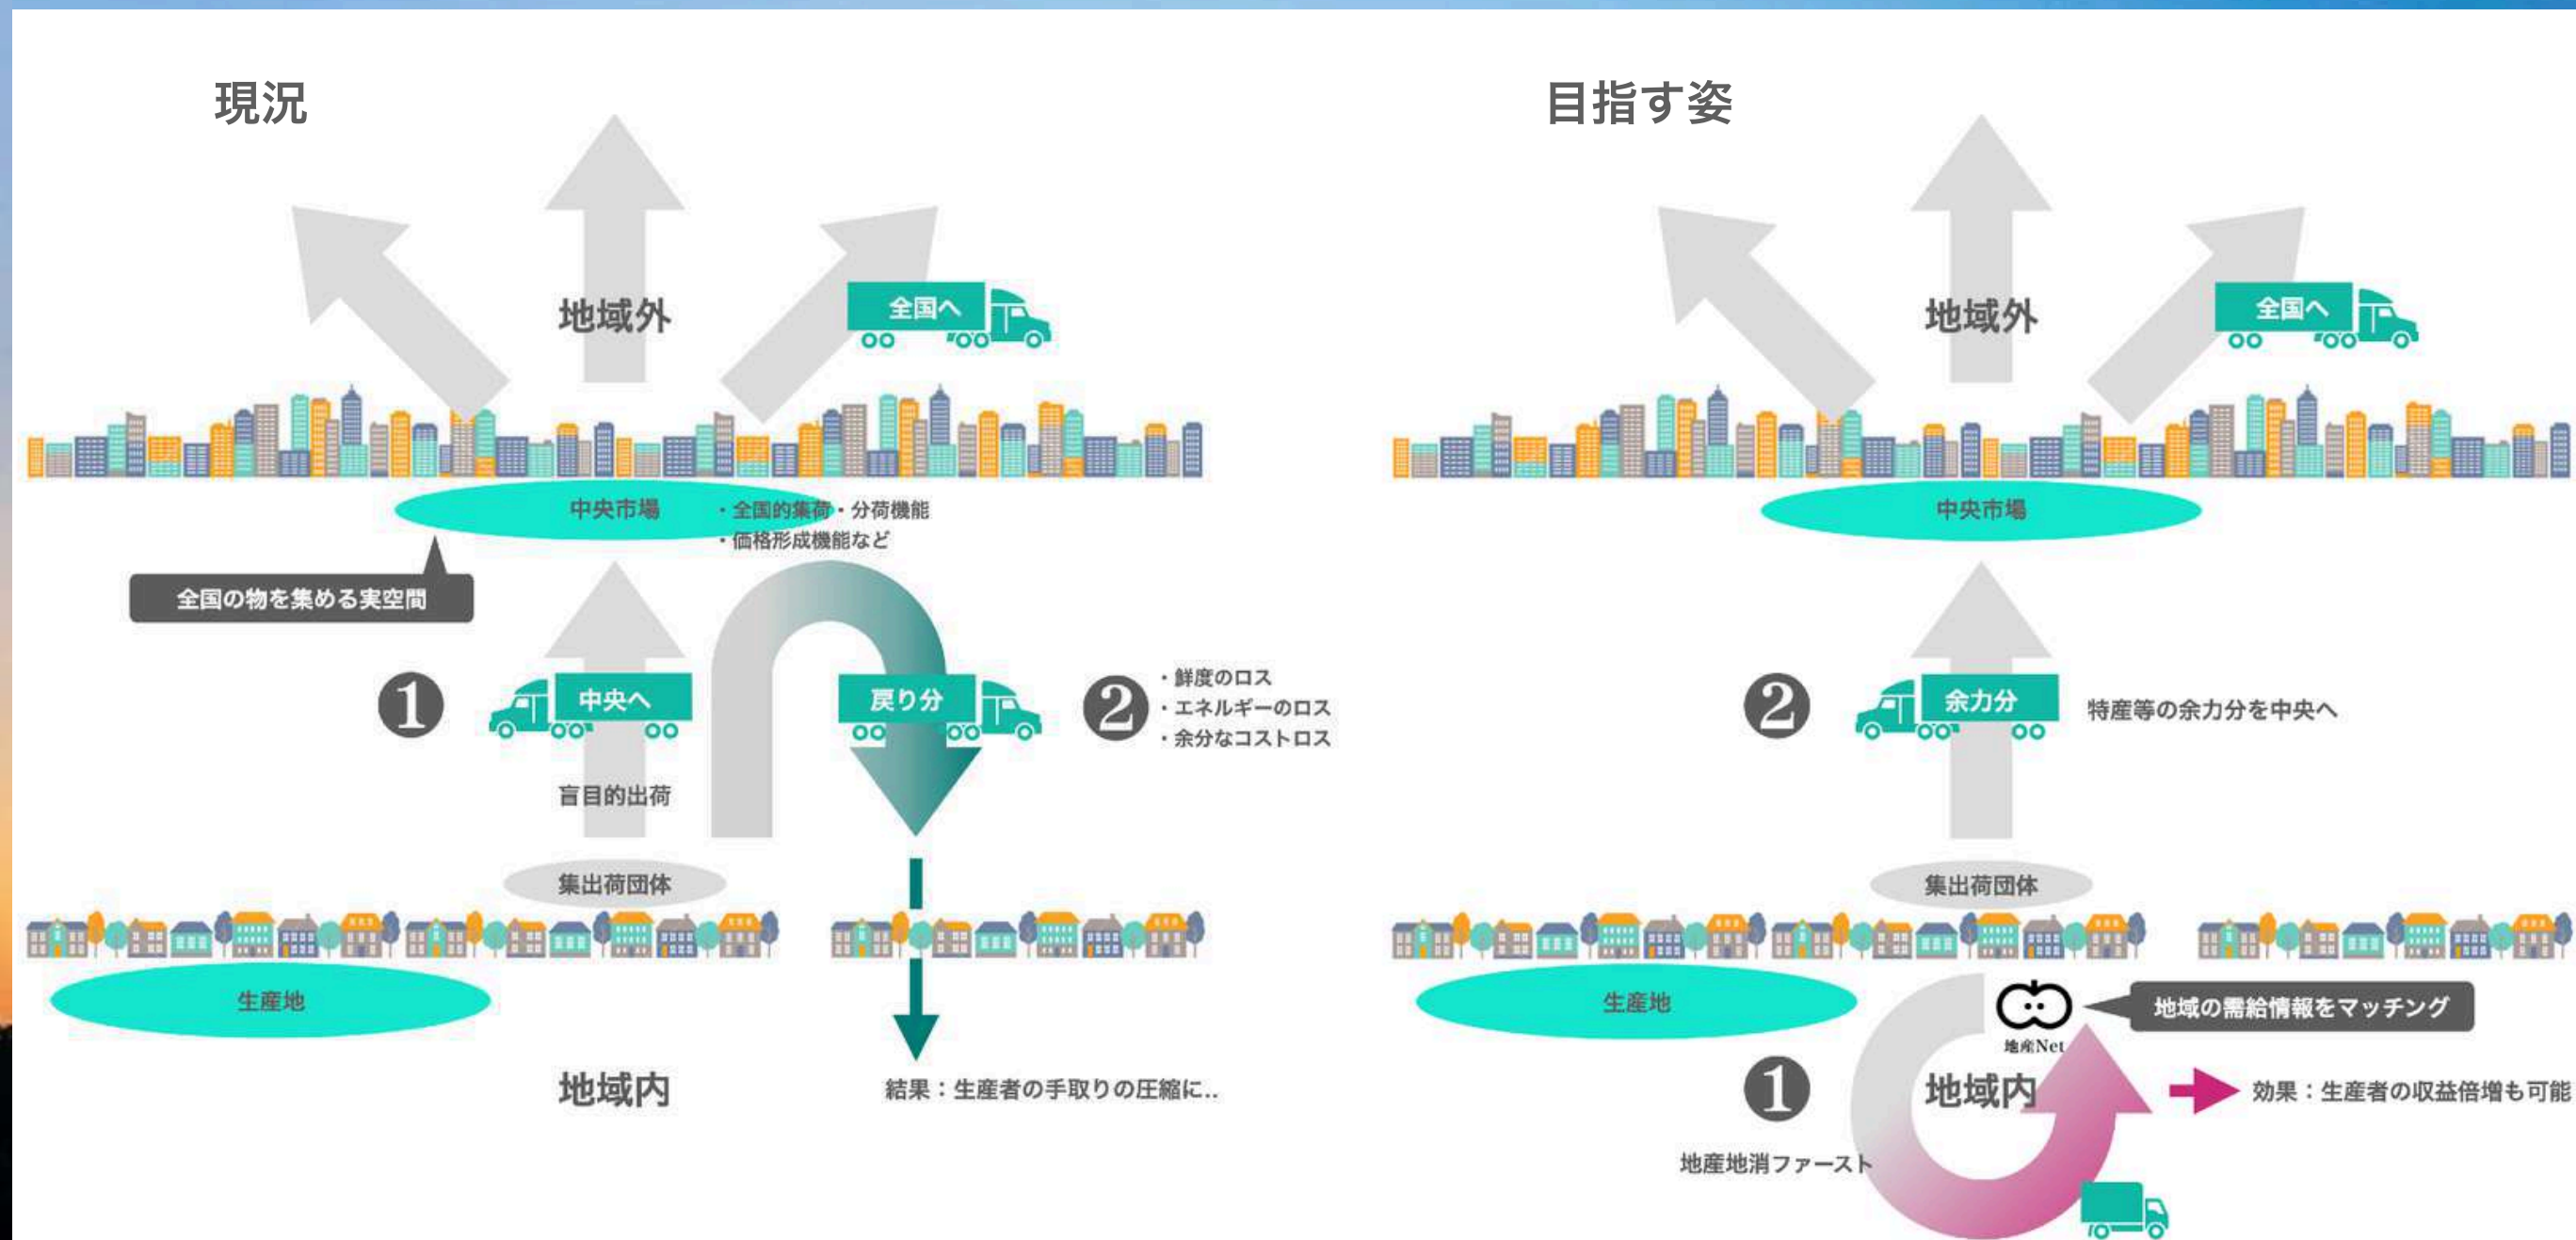 現況
地域外
全国へ
中央市場
・全国的集荷・分荷機能
・価格形成機能など
全国の物を集める実空間
❶
中央へ
盲目的出荷
戻り分
❷
・鮮度のロス
・エネルギーのロス
・余分なコストロス
集出荷団体
生産地
地域内
結果：生産者の手取りの圧縮に..
目指す姿
地域外
全国へ
中央市場
❷
余力分
特産等の余力分を中央へ
集出荷団体
生産地
地産Net
地域の需給情報をマッチング
❶
地域内
効果：生産者の収益倍増も可能
地産地消ファースト